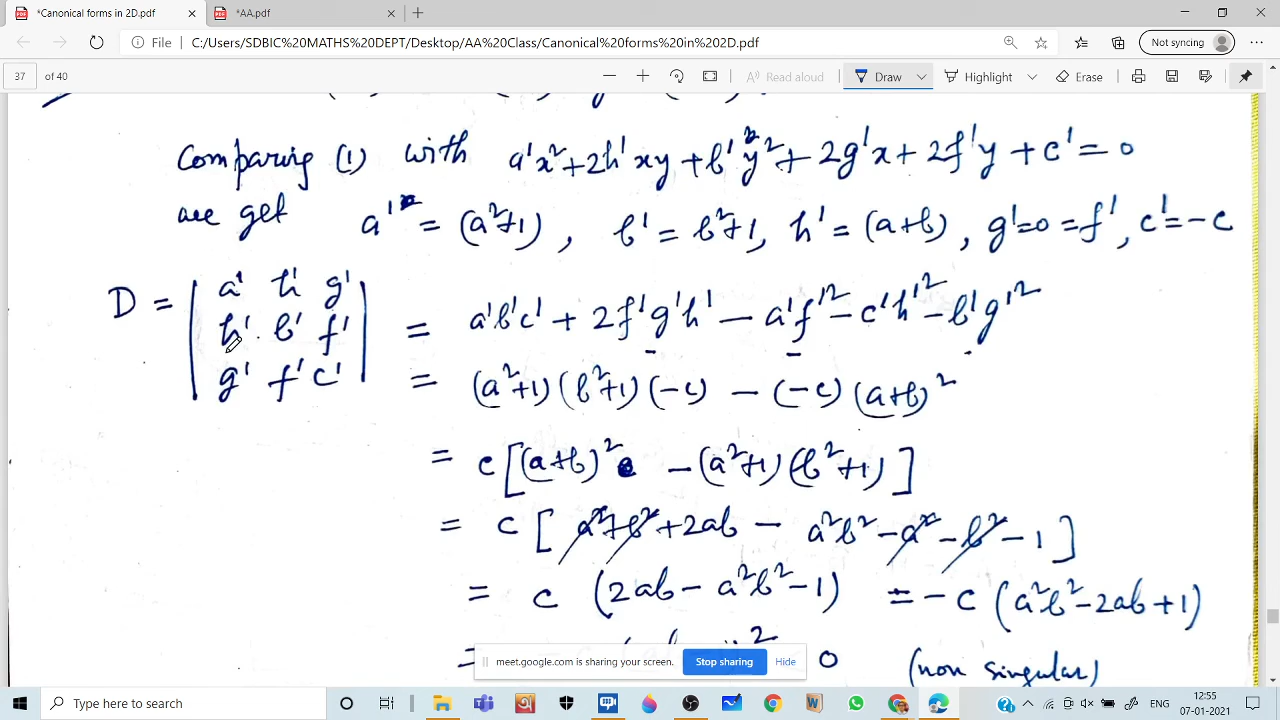 *Canonical forms in 2D.pdf
*AA.pdf
File | C:/Users/SDBIC%20MATHS%20DEPT/Desktop/AA%20Class/Canonical%20forms%20in%202D.pdf
Not syncing
37 of 40
Read aloud
Draw
Highlight
Erase
Comparing (1) with a'x²+2h'xy+b'y²+2g'x+2f'y+c'=0
are get a' = (a²+1), b' = b²+1, h' = (a+b), g'=0=f', c'=-c
D = | a' h' g' |
| h' b' f' | = a'b'c' + 2f'g'h' - a'f'² - c'h'² - b'g'²
| g' f' c' | = (a²+1)(b²+1)(-c) - (-c)(a+b)²
= c[(a+b)² - (a²+1)(b²+1)]
= c[a²+b²+2ab - a²b²-a²-b²-1]
= c (2ab-a²b²-1) = -c (a²b²-2ab+1)
meet.google.com is sharing your screen.
Stop sharing
Hide
0 (non singular)
Type here to search
ENG
12:55
07-01-2021